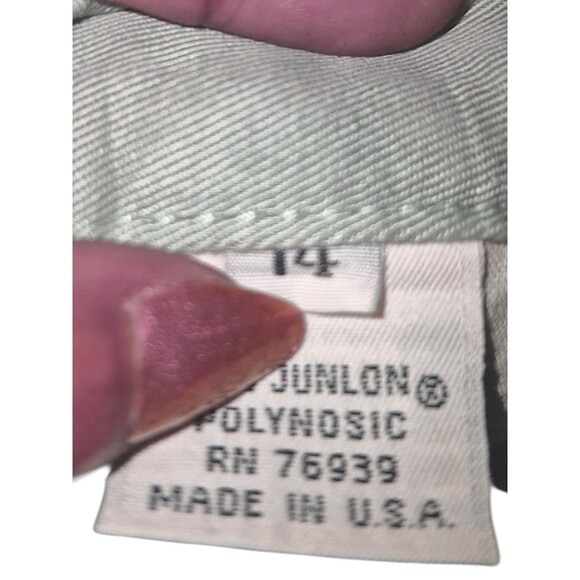 14
JUNLON®
POLYNOSIC
RN 76939
MADE IN U.S.A.